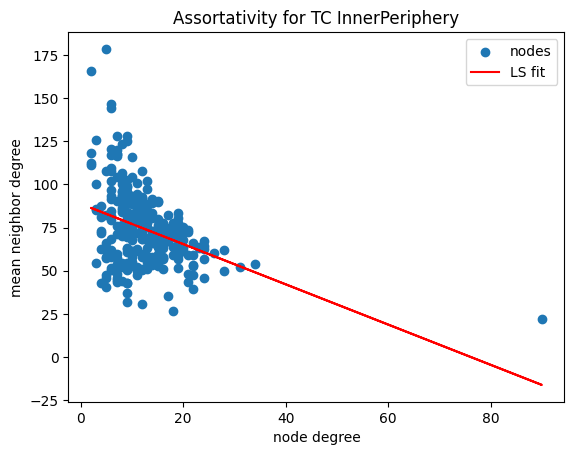 Assortativity for TC InnerPeriphery
nodes
LS fit
mean neighbor degree
175
150
125
100
75
50
25
0
−25
0
20
40
60
80
node degree